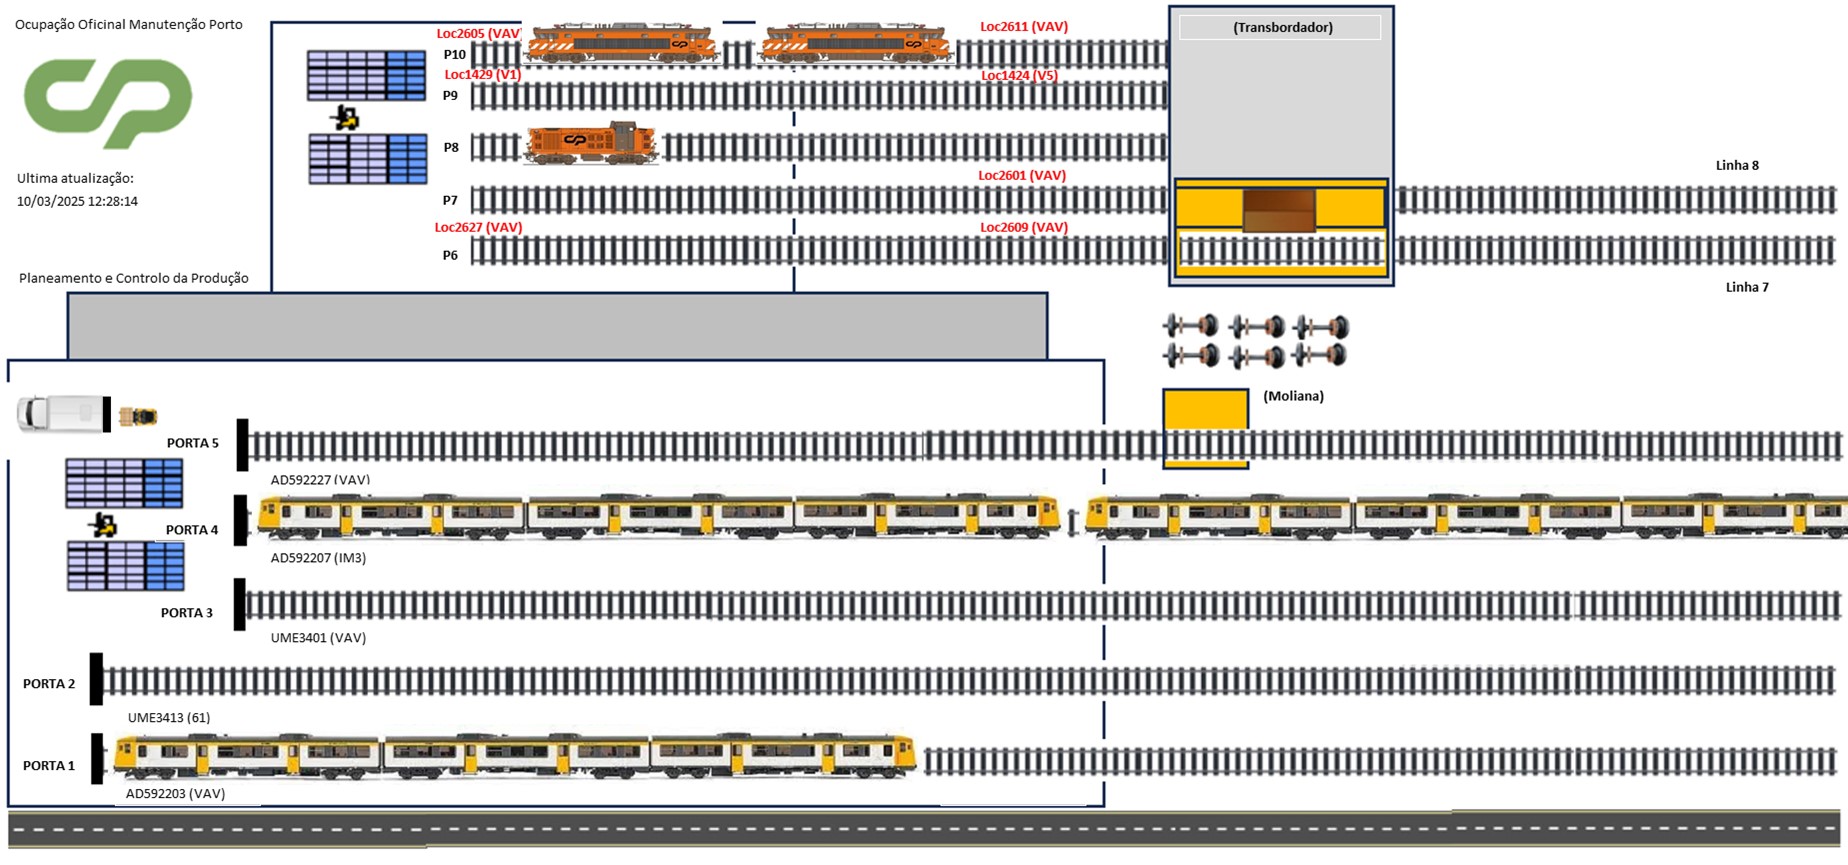 Ocupação Oficinal Manutenção Porto
Ultima atualização:
10/03/2025 12:28:14
Planeamento e Controlo da Produção
Loc2605 (VAV)
Loc2611 (VAV)
P10
Loc1429 (V1)
Loc1424 (V5)
P9
P8
Loc2601 (VAV)
P7
Loc2627 (VAV)
Loc2609 (VAV)
P6
(Transbordador)
Linha 8
Linha 7
(Moliana)
PORTA 5
AD592227 (VAV)
PORTA 4
AD592207 (IM3)
PORTA 3
UME3401 (VAV)
PORTA 2
UME3413 (61)
PORTA 1
AD592203 (VAV)